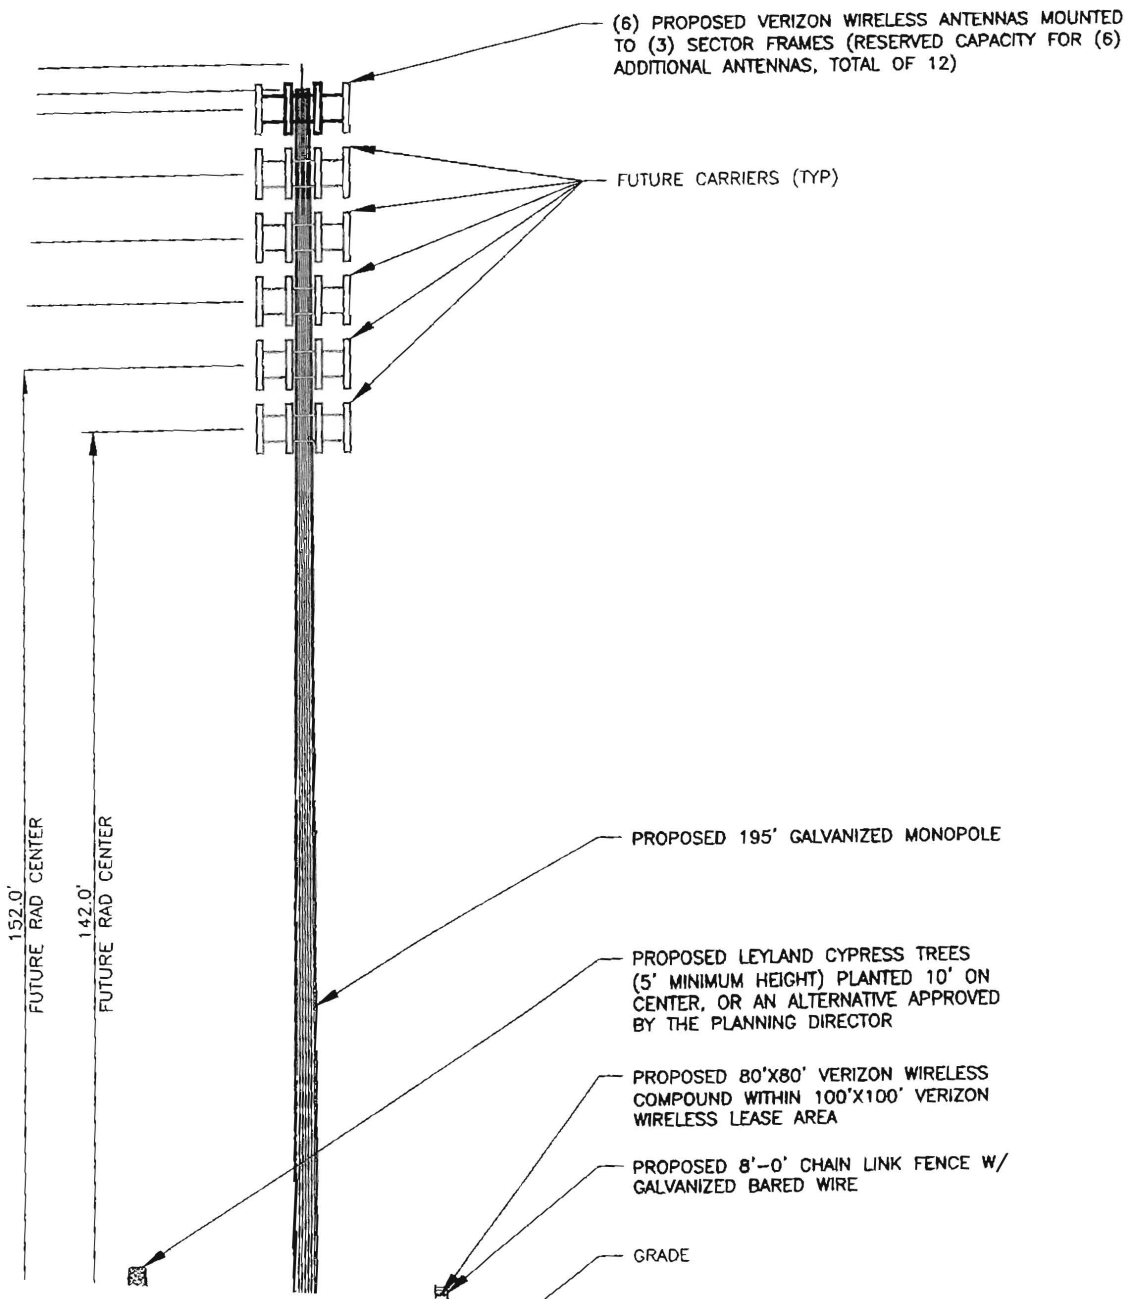 (6) PROPOSED VERIZON WIRELESS ANTENNAS MOUNTED
TO (3) SECTOR FRAMES (RESERVED CAPACITY FOR (6)
ADDITIONAL ANTENNAS, TOTAL OF 12)
FUTURE CARRIERS (TYP)
152.0'
FUTURE RAD CENTER
142.0'
FUTURE RAD CENTER
PROPOSED 195' GALVANIZED MONOPOLE
PROPOSED LEYLAND CYPRESS TREES
(5' MINIMUM HEIGHT) PLANTED 10' ON
CENTER, OR AN ALTERNATIVE APPROVED
BY THE PLANNING DIRECTOR
PROPOSED 80'X80' VERIZON WIRELESS
COMPOUND WITHIN 100'X100' VERIZON
WIRELESS LEASE AREA
PROPOSED 8'-0' CHAIN LINK FENCE W/
GALVANIZED BARED WIRE
GRADE